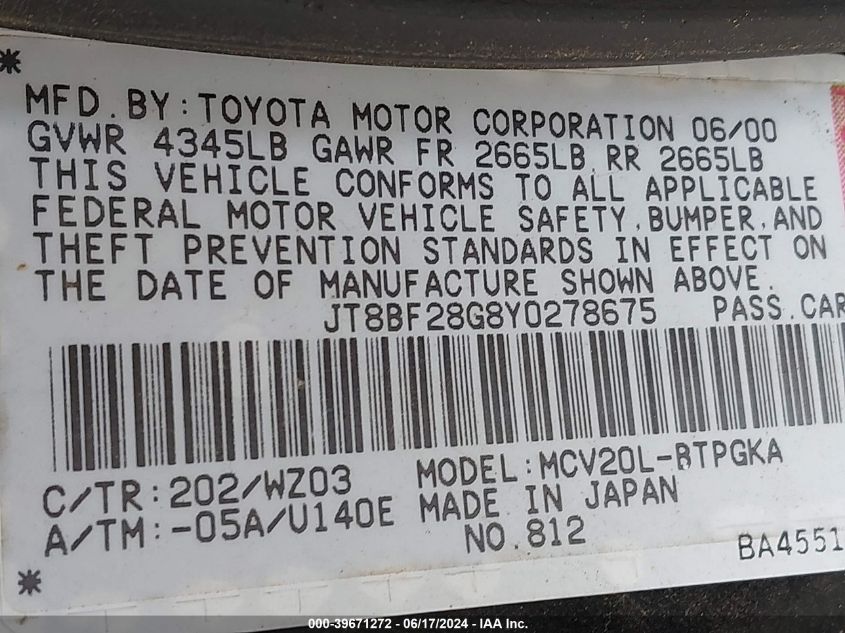 *
MFD. BY: TOYOTA MOTOR CORPORATION 06/00
GVWR 4345LB GAWR FR 2665LB RR 2665LB
THIS VEHICLE CONFORMS TO ALL APPLICABLE
FEDERAL MOTOR VEHICLE SAFETY, BUMPER, AND
THEFT PREVENTION STANDARDS IN EFFECT ON
THE DATE OF MANUFACTURE SHOWN ABOVE.
JT8BF28G8Y0278675 PASS. CAR
C/TR: 202/WZ03 MODEL: MCV20L-BTPGKA
A/TM: -05A/U140E MADE IN JAPAN
NO. 812 BA4551
*
000-39671272 - 06/17/2024 - IAA Inc.